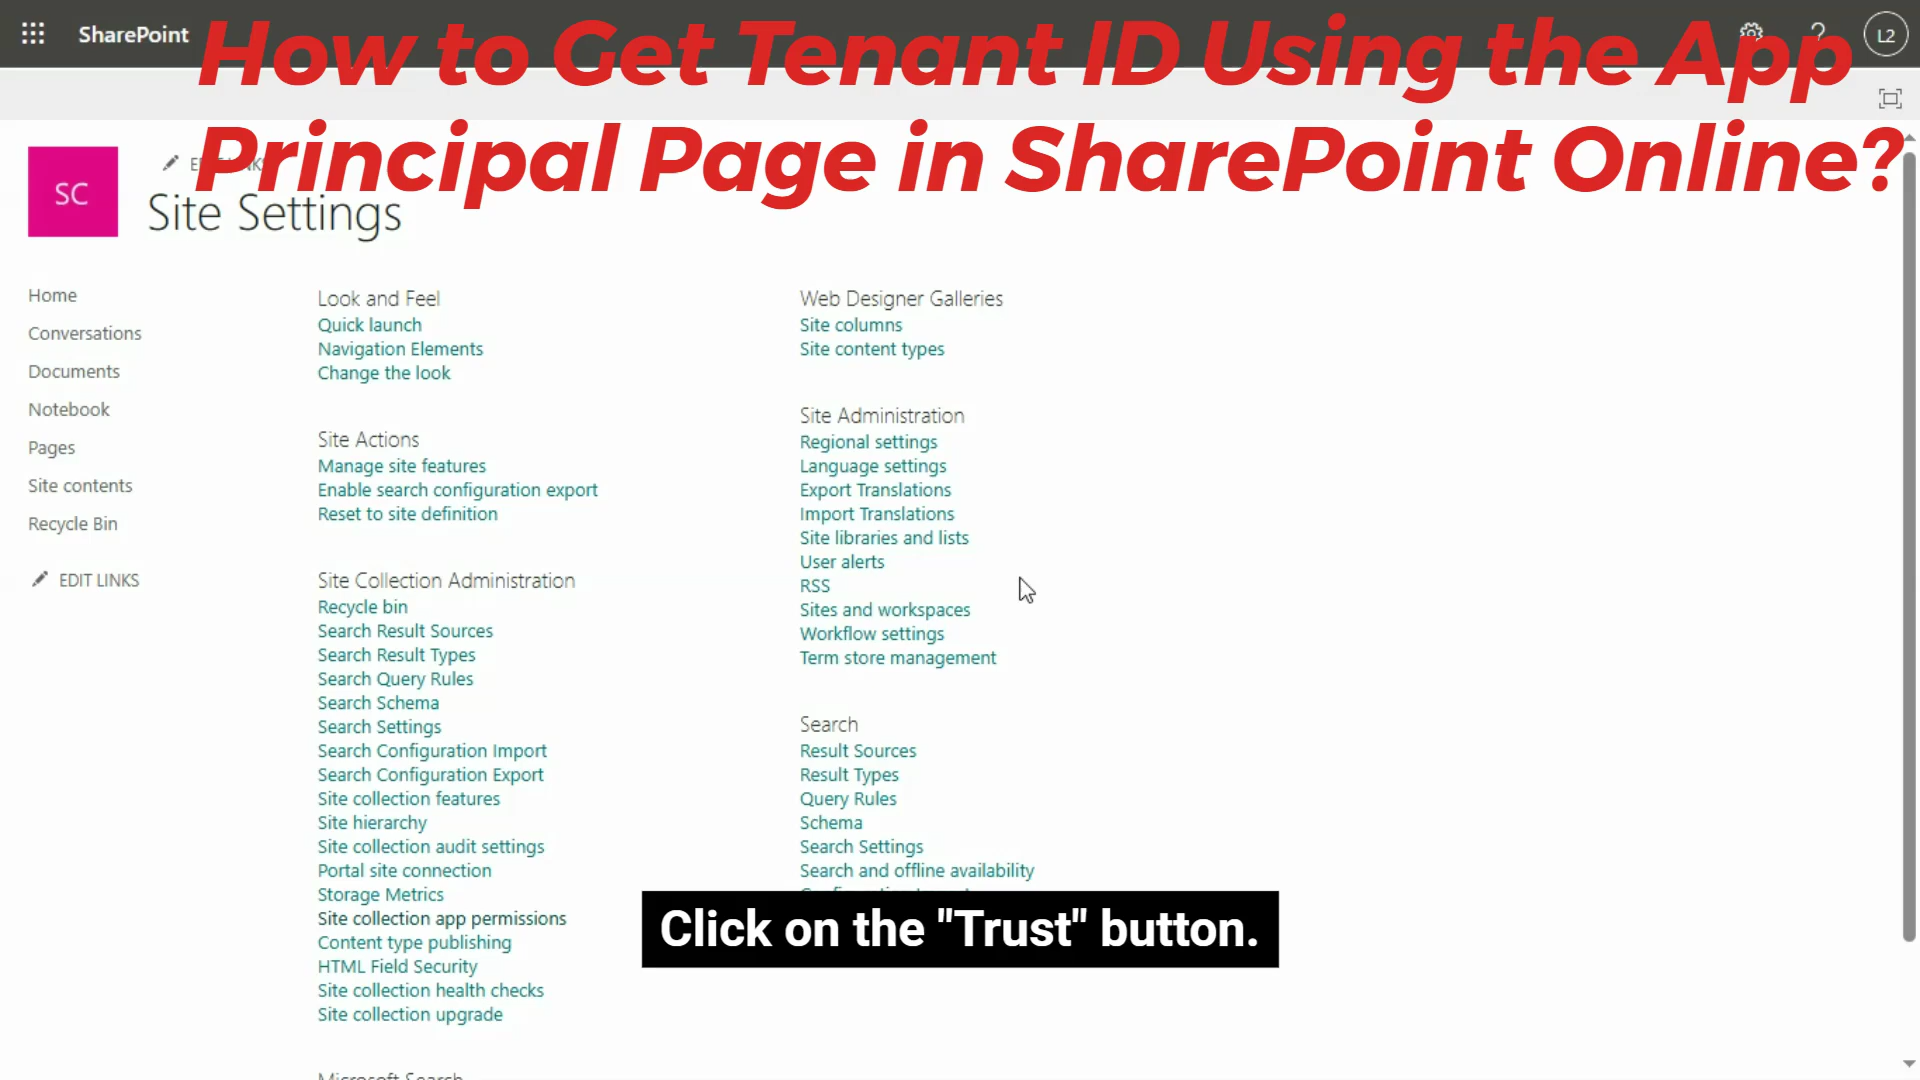 SharePoint
How to Get Tenant ID Using the App
Principal Page in SharePoint Online?
L2
SC
Site Settings
Home
Conversations
Documents
Notebook
Pages
Site contents
Recycle Bin
EDIT LINKS
Look and Feel
Quick launch
Navigation Elements
Change the look
Site Actions
Manage site features
Enable search configuration export
Reset to site definition
Site Collection Administration
Recycle bin
Search Result Sources
Search Result Types
Search Query Rules
Search Schema
Search Settings
Search Configuration Import
Search Configuration Export
Site collection features
Site hierarchy
Site collection audit settings
Portal site connection
Storage Metrics
Site collection app permissions
Content type publishing
HTML Field Security
Site collection health checks
Site collection upgrade
Microsoft Search
Web Designer Galleries
Site columns
Site content types
Site Administration
Regional settings
Language settings
Export Translations
Import Translations
Site libraries and lists
User alerts
RSS
Sites and workspaces
Workflow settings
Term store management
Search
Result Sources
Result Types
Query Rules
Schema
Search Settings
Search and offline availability
Click on the "Trust" button.